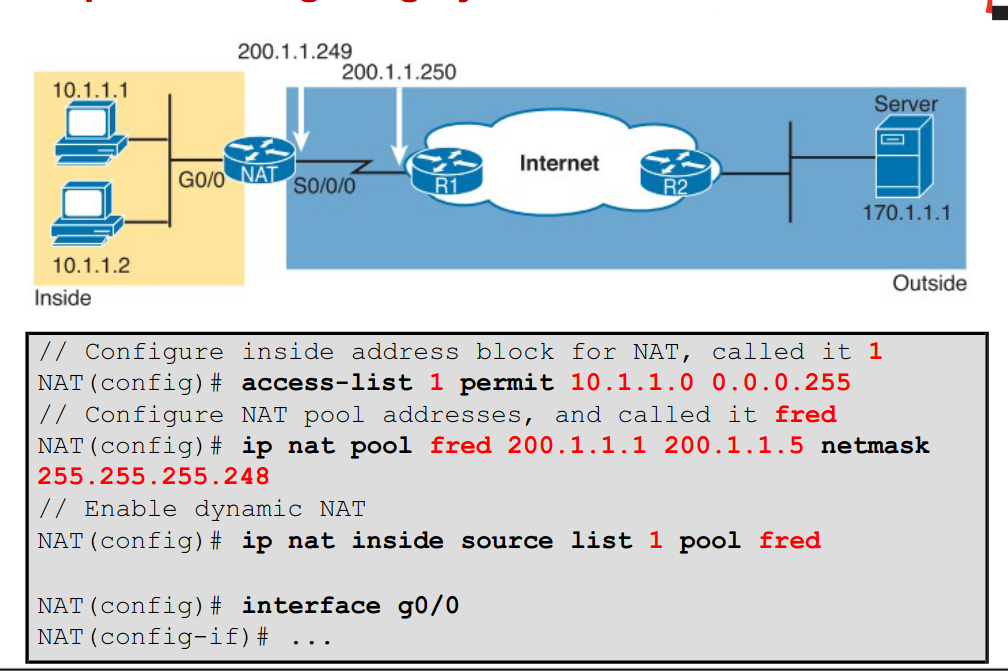 200.1.1.249
200.1.1.250
10.1.1.1
Server
Internet
G0/0
NAT
S0/0/0
R1
R2
170.1.1.1
10.1.1.2
Outside
Inside
// Configure inside address block for NAT, called it 1
NAT(config)# access-list 1 permit 10.1.1.0 0.0.0.255
// Configure NAT pool addresses, and called it fred
NAT(config)# ip nat pool fred 200.1.1.1 200.1.1.5 netmask
255.255.255.248
// Enable dynamic NAT
NAT(config)# ip nat inside source list 1 pool fred
NAT(config)# interface g0/0
NAT(config-if)# ...